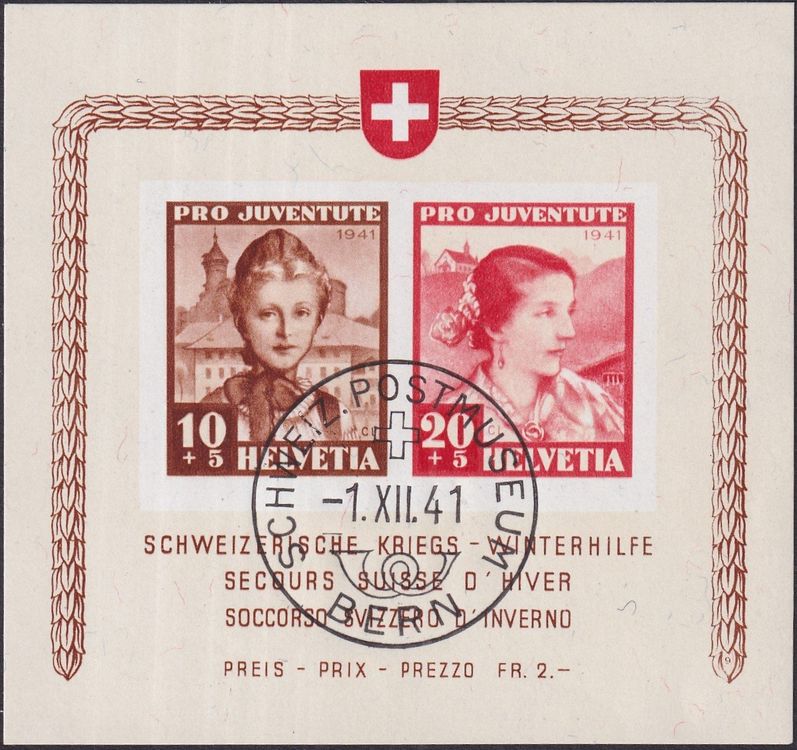 PRO JUVENTUTE
1941
10
+ 5 HELVETIA
PRO JUVENTUTE
1941
20
+ 5 HELVETIA
SCHWEIZ. POSTMUSEUM
-1.XII.41
BERN
SCHWEIZERISCHE KRIEGS - WINTERHILFE
SECOURS SUISSE D'HIVER
SOCCORSO SVIZZERO D'INVERNO
PREIS - PRIX - PREZZO FR. 2.-
9